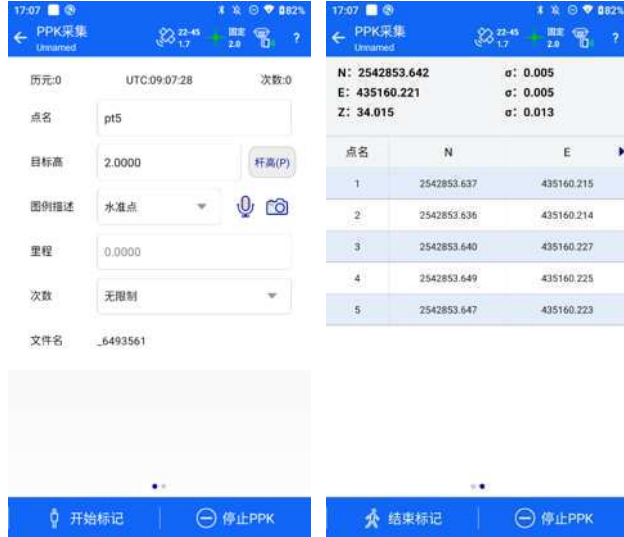 17:07 82%
PPK采集 22-45 固定
Unnamed 1.7 2.0 ?
历元:0 UTC:09:07:28 次数:0
点名 pt5
目标高 2.0000 杆高(P)
图例描述 水准点
里程 0.0000
次数 无限制
文件名 _6493561
开始标记 停止PPK
17:07 82%
PPK采集 22-45 固定
Unnamed 1.7 2.0 ?
N: 2542853.642 σ: 0.005
E: 435160.221 σ: 0.005
Z: 34.015 σ: 0.013
点名 N E
1 2542853.637 435160.215
2 2542853.636 435160.214
3 2542853.640 435160.227
4 2542853.649 435160.225
5 2542853.647 435160.223
结束标记 停止PPK